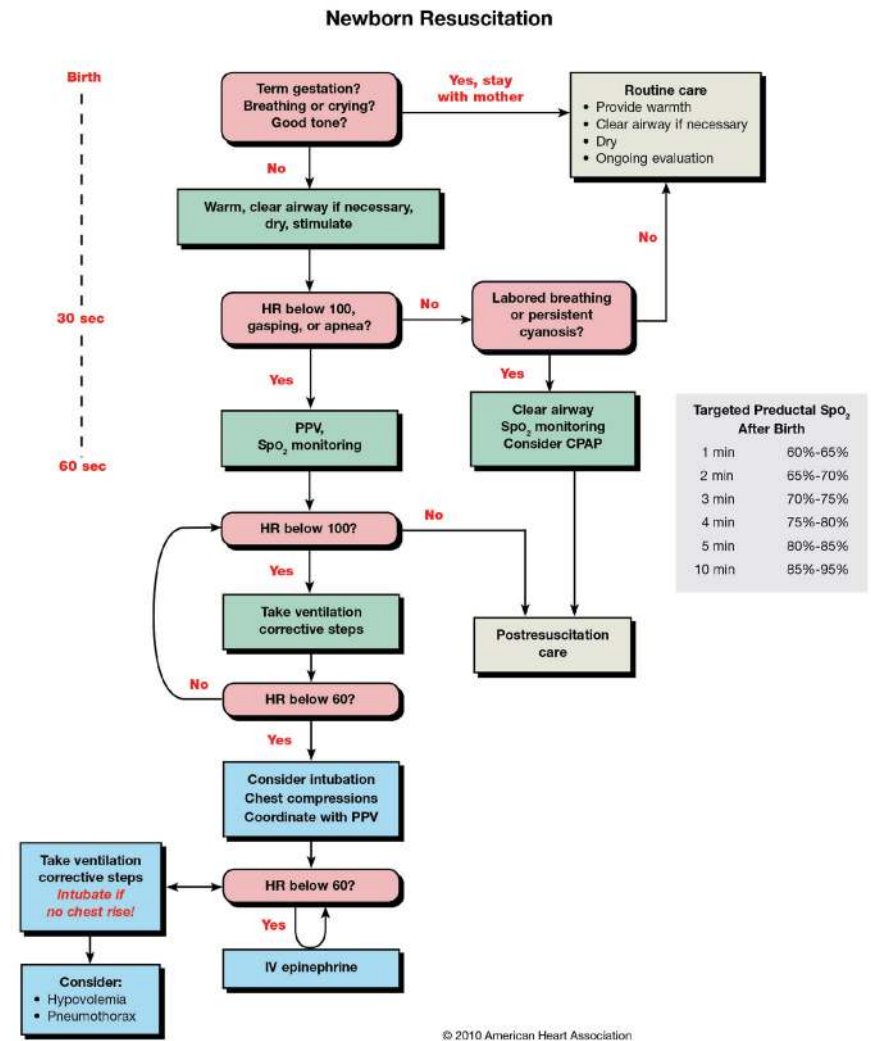 Newborn Resuscitation
Birth
Term gestation?
Breathing or crying?
Good tone?
Yes, stay
with mother
Routine care
• Provide warmth
• Clear airway if necessary
• Dry
• Ongoing evaluation
No
Warm, clear airway if necessary,
dry, stimulate
No
30 sec
HR below 100,
gasping, or apnea?
No
Labored breathing
or persistent
cyanosis?
Yes
Yes
PPV,
Spo₂ monitoring
Clear airway
Spo₂ monitoring
Consider CPAP
60 sec
Targeted Preductal Spo₂
After Birth
1 min 60%-65%
2 min 65%-70%
3 min 70%-75%
4 min 75%-80%
5 min 80%-85%
10 min 85%-95%
HR below 100?
No
Yes
Take ventilation
corrective steps
Postresuscitation
care
No
HR below 60?
Yes
Consider intubation
Chest compressions
Coordinate with PPV
Take ventilation
corrective steps
Intubate if
no chest rise!
HR below 60?
Yes
IV epinephrine
Consider:
• Hypovolemia
• Pneumothorax
© 2010 American Heart Association